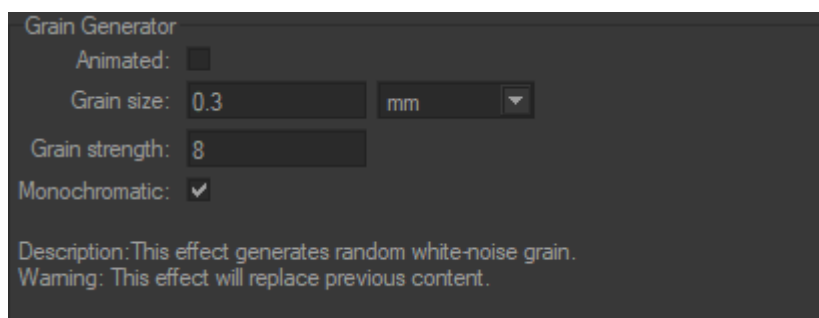 Grain Generator
Animated:
Grain size: 0.3 mm
Grain strength: 8
Monochromatic:
Description:This effect generates random white-noise grain.
Warning: This effect will replace previous content.